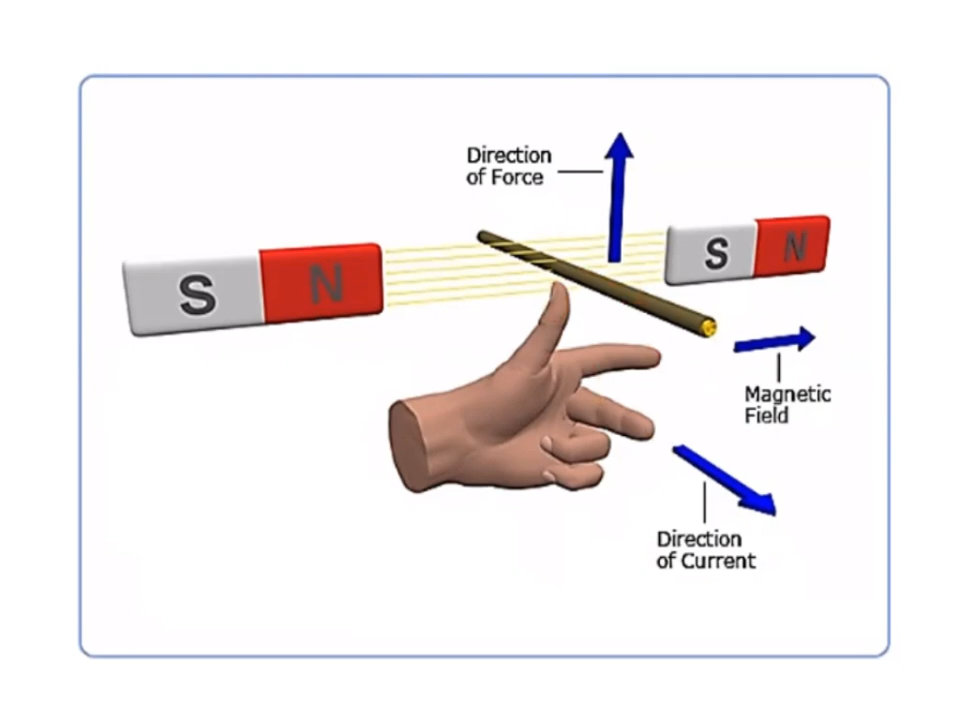 Direction
of Force
S N
S N
Magnetic
Field
Direction
of Current